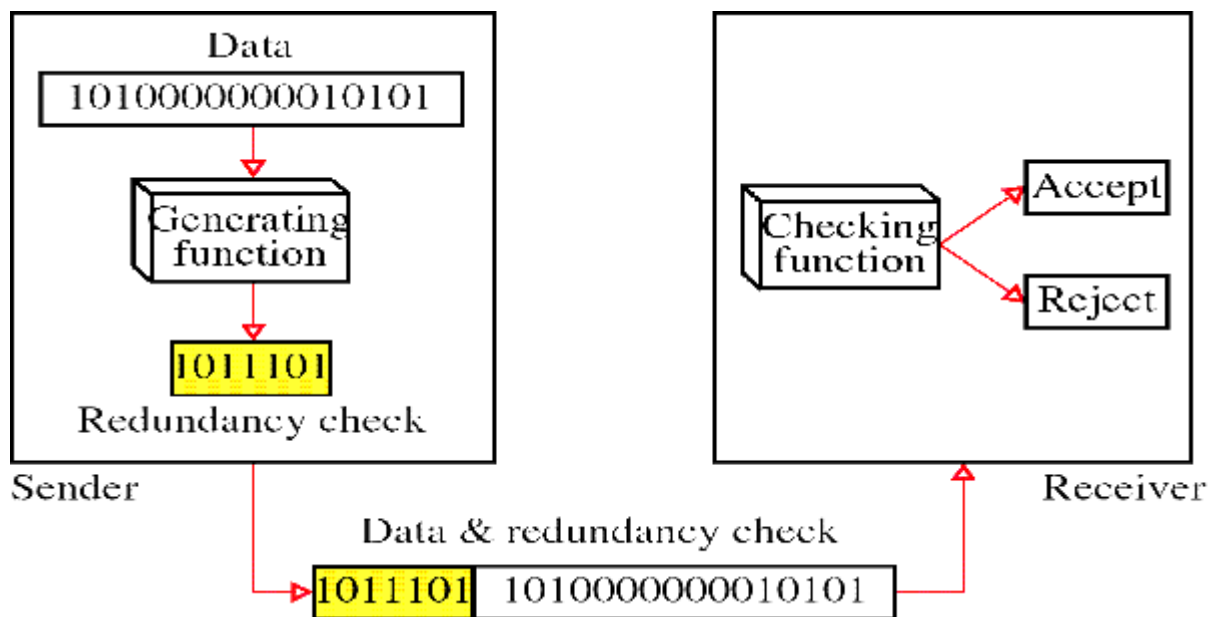 Data
1010000000010101
Generating
function
1011101
Redundancy check
Sender
Checking
function
Accept
Reject
Receiver
Data & redundancy check
1011101 1010000000010101